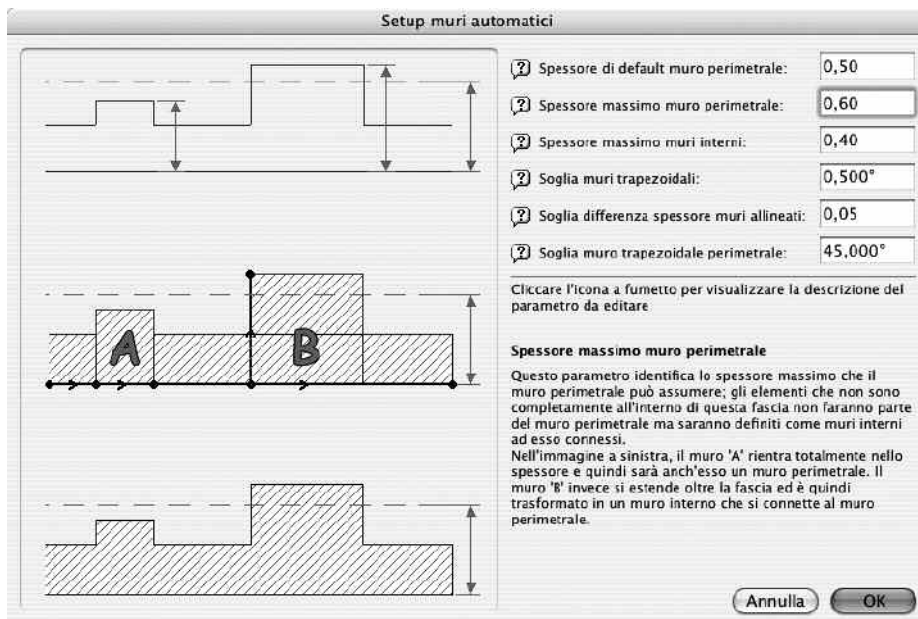 Setup muri automatici
Spessore di default muro perimetrale: 0,50
Spessore massimo muro perimetrale: 0,60
Spessore massimo muri interni: 0,40
Soglia muri trapezoidali: 0,500°
Soglia differenza spessore muri allineati: 0,05
Soglia muro trapezoidale perimetrale: 45,000°
Cliccare l'icona a fumetto per visualizzare la descrizione del
parametro da editare
Spessore massimo muro perimetrale
Questo parametro identifica lo spessore massimo che il
muro perimetrale può assumere; gli elementi che non sono
completamente all'interno di questa fascia non faranno parte
del muro perimetrale ma saranno definiti come muri interni
ad esso connessi.
Nell'immagine a sinistra, il muro 'A' rientra totalmente nello
spessore e quindi sarà anch'esso un muro perimetrale. Il
muro 'B' invece si estende oltre la fascia ed è quindi
trasformato in un muro interno che si connette al muro
perimetrale.
A
B
Annulla
OK